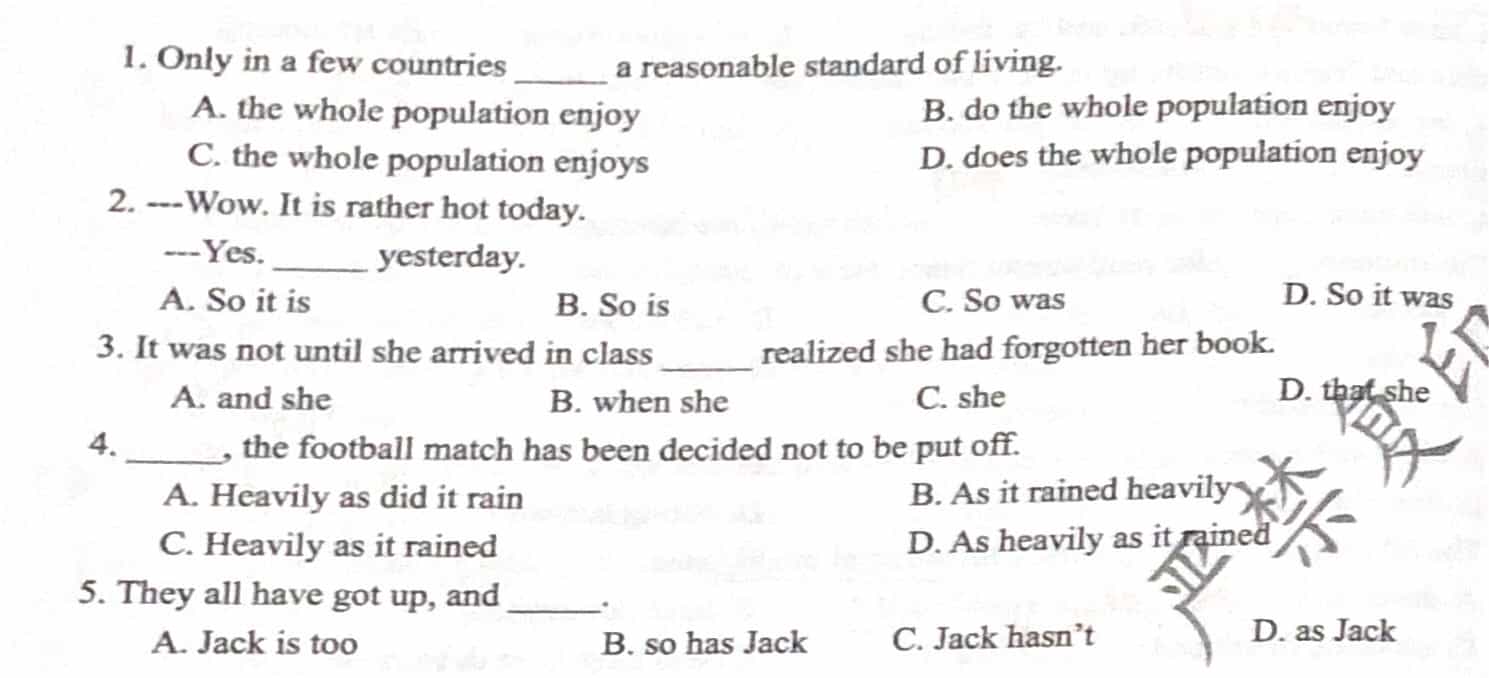 1. Only in a few countries ______ a reasonable standard of living.
A. the whole population enjoy B. do the whole population enjoy
C. the whole population enjoys D. does the whole population enjoy
2. ---Wow. It is rather hot today.
---Yes. ______ yesterday.
A. So it is B. So is C. So was D. So it was
3. It was not until she arrived in class ______ realized she had forgotten her book.
A. and she B. when she C. she D. that she
4. ______, the football match has been decided not to be put off.
A. Heavily as did it rain B. As it rained heavily
C. Heavily as it rained D. As heavily as it rained
5. They all have got up, and ______.
A. Jack is too B. so has Jack C. Jack hasn't D. as Jack